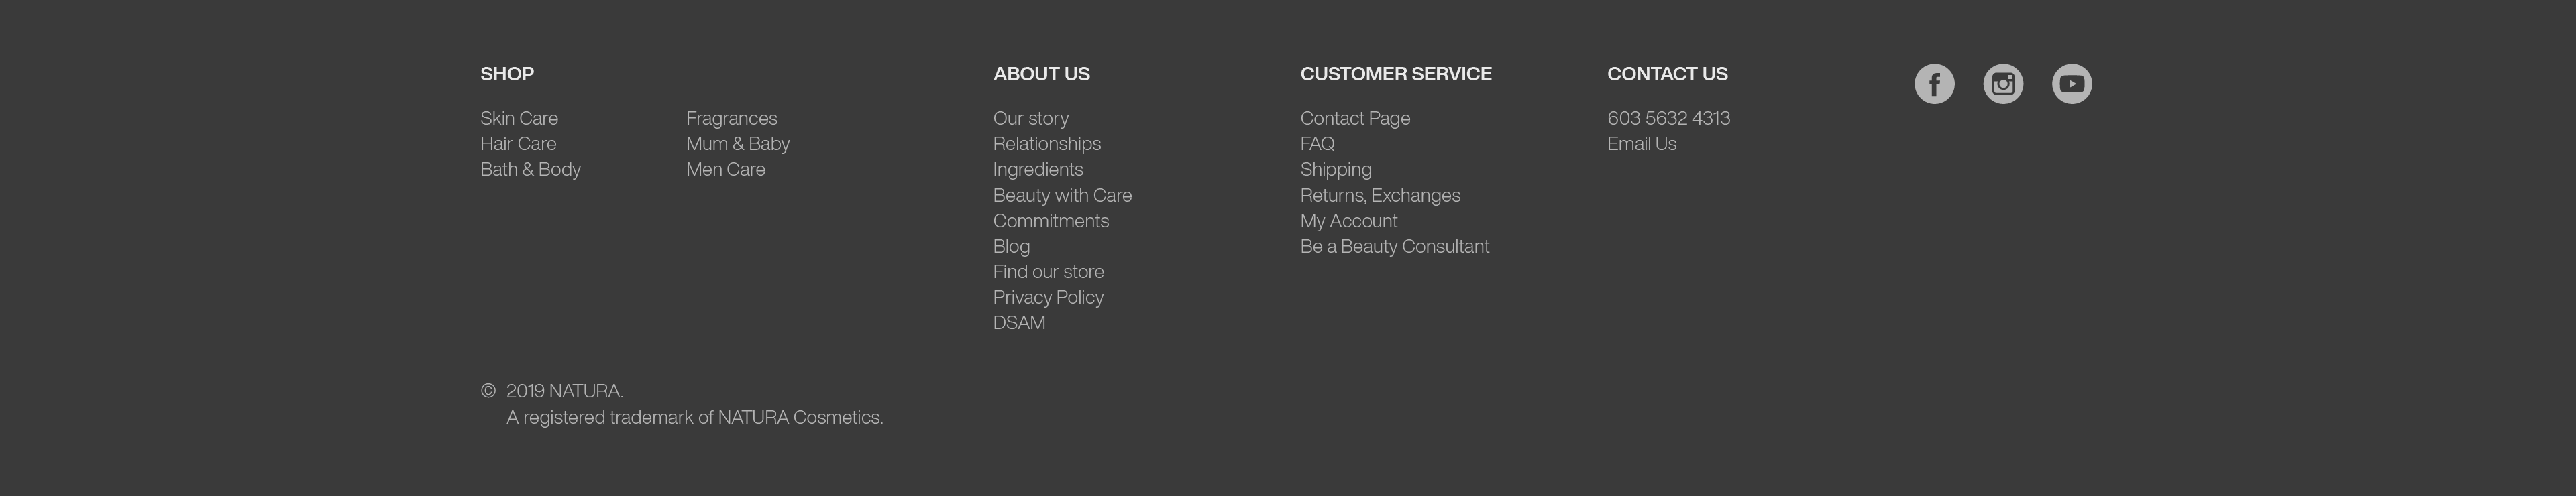 SHOP
Skin Care
Hair Care
Bath & Body
Fragrances
Mum & Baby
Men Care
ABOUT US
Our story
Relationships
Ingredients
Beauty with Care
Commitments
Blog
Find our store
Privacy Policy
DSAM
CUSTOMER SERVICE
Contact Page
FAQ
Shipping
Returns, Exchanges
My Account
Be a Beauty Consultant
CONTACT US
603 5632 4313
Email Us
© 2019 NATURA.
A registered trademark of NATURA Cosmetics.